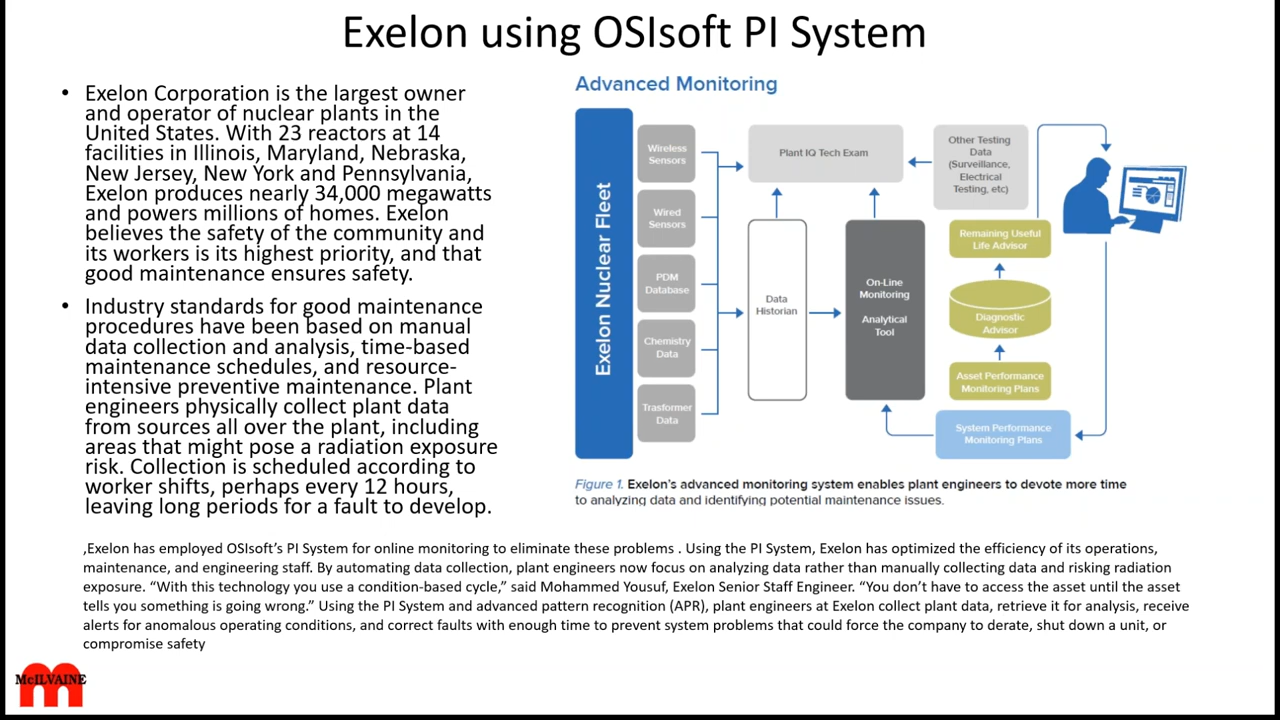 Exelon using OSIsoft PI System
• Exelon Corporation is the largest owner
and operator of nuclear plants in the
United States. With 23 reactors at 14
facilities in Illinois, Maryland, Nebraska,
New Jersey, New York and Pennsylvania,
Exelon produces nearly 34,000 megawatts
and powers millions of homes. Exelon
believes the safety of the community and
its workers is its highest priority, and that
good maintenance ensures safety.
• Industry standards for good maintenance
procedures have been based on manual
data collection and analysis, time-based
maintenance schedules, and resource-
intensive preventive maintenance. Plant
engineers physically collect plant data
from sources all over the plant, including
areas that might pose a radiation exposure
risk. Collection is scheduled according to
worker shifts, perhaps every 12 hours,
leaving long periods for a fault to develop.
Advanced Monitoring
Exelon Nuclear Fleet
Wireless
Sensors
Wired
Sensors
PDM
Database
Chemistry
Data
Trasformer
Data
Plant IQ Tech Exam
Data
Historian
On-Line
Monitoring
Analytical
Tool
Other Testing
Data
(Surveillance,
Electrical
Testing, etc)
Remaining Useful
Life Advisor
Diagnostic
Advisor
Asset Performance
Monitoring Plans
System Performance
Monitoring Plans
Figure 1. Exelon's advanced monitoring system enables plant engineers to devote more time
to analyzing data and identifying potential maintenance issues.
,Exelon has employed OSIsoft's PI System for online monitoring to eliminate these problems . Using the PI System, Exelon has optimized the efficiency of its operations,
maintenance, and engineering staff. By automating data collection, plant engineers now focus on analyzing data rather than manually collecting data and risking radiation
exposure. “With this technology you use a condition-based cycle,” said Mohammed Yousuf, Exelon Senior Staff Engineer. “You don't have to access the asset until the asset
tells you something is going wrong.” Using the PI System and advanced pattern recognition (APR), plant engineers at Exelon collect plant data, retrieve it for analysis, receive
alerts for anomalous operating conditions, and correct faults with enough time to prevent system problems that could force the company to derate, shut down a unit, or
compromise safety
McILVAINE